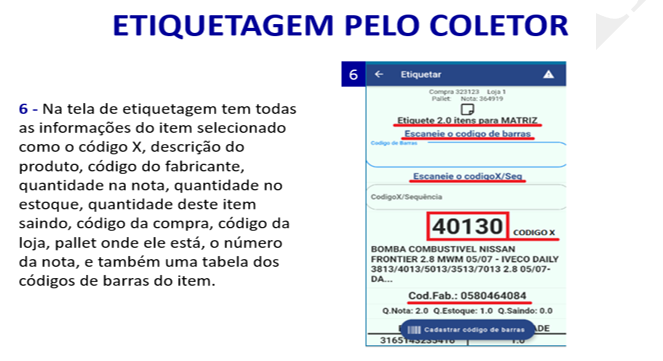 ETIQUETAGEM PELO COLETOR
6 - Na tela de etiquetagem tem todas
as informações do item selecionado
como o código X, descrição do
produto, código do fabricante,
quantidade na nota, quantidade no
estoque, quantidade deste item
saindo, código da compra, código da
loja, pallet onde ele está, o número
da nota, e também uma tabela dos
códigos de barras do item.
6
Etiquetar
Compra 323123 Loja 1
Pallet: Nota: 364919
Etiquete 2.0 itens para MATRIZ
Escaneie o codigo de barras
Codigo de Barras
Escaneie o codigoX/Seq
CodigoX/Sequência
40130 CODIGO X
BOMBA COMBUSTIVEL NISSAN
FRONTIER 2.8 MWM 05/07 - IVECO DAILY
3813/4013/5013/3513/7013 2.8 05/07-
DA...
Cod.Fab.: 0580464084
Q.Nota: 2.0 Q.Estoque: 1.0 Q.Saindo: 0.0
Cadastrar código de barras
ADE
1.0